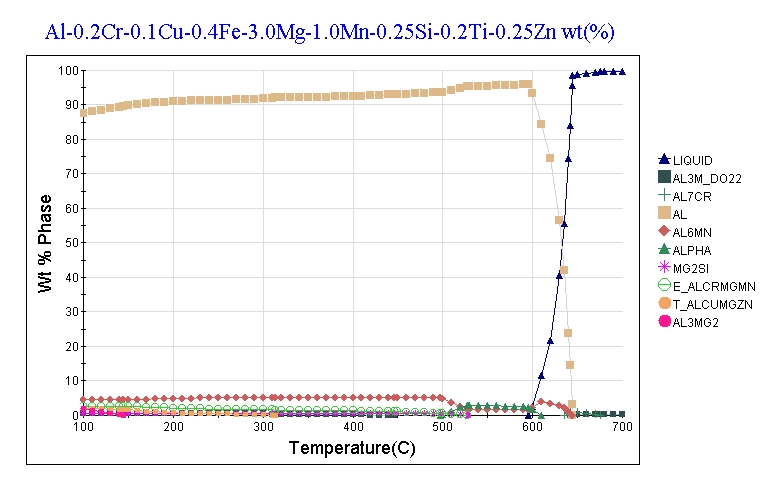 Al-0.2Cr-0.1Cu-0.4Fe-3.0Mg-1.0Mn-0.25Si-0.2Ti-0.25Zn wt(%)
100
90
80
70
60
50
40
30
20
10
0
Wt % Phase
100 200 300 400 500 600 700
Temperature(C)
LIQUID
AL3M_DO22
AL7CR
AL
AL6MN
ALPHA
MG2SI
E_ALCRMGMN
T_ALCUMGZN
AL3MG2